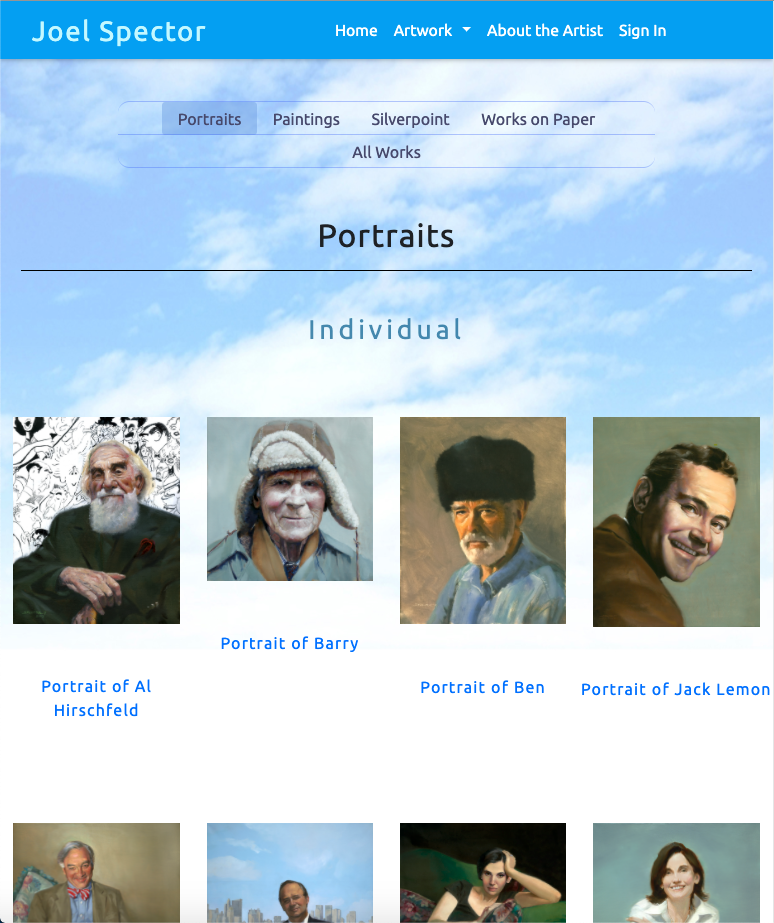 Joel Spector
Home Artwork About the Artist Sign In
Portraits Paintings Silverpoint Works on Paper
All Works
Portraits
Individual
Portrait of Al
Hirschfeld
Portrait of Barry
Portrait of Ben
Portrait of Jack Lemon